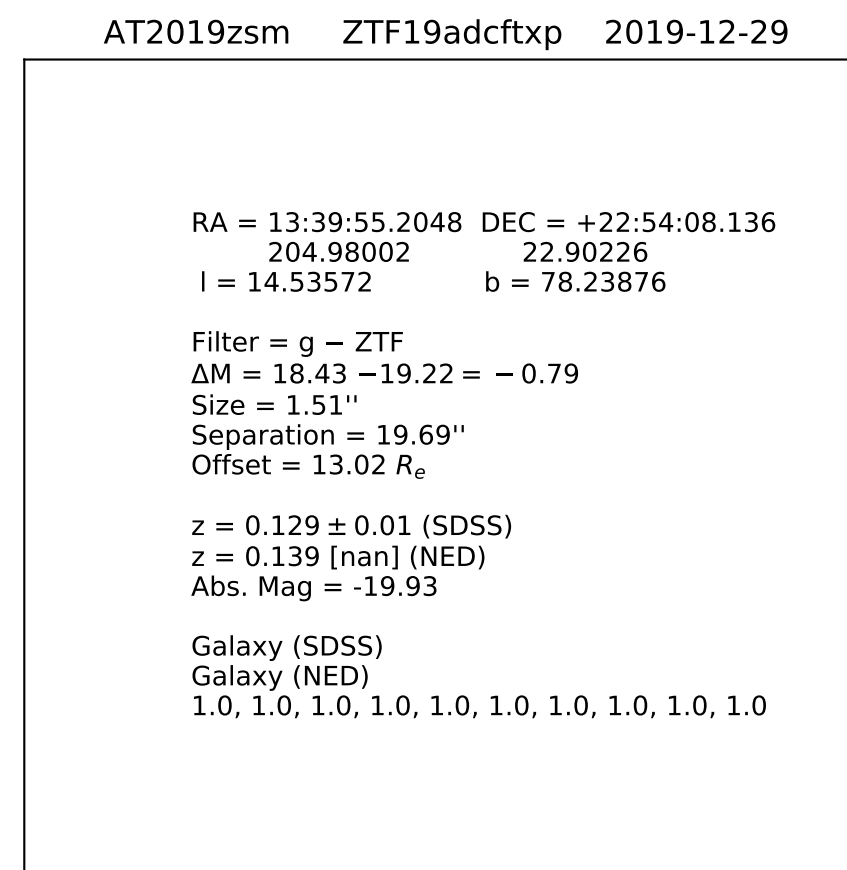 AT2019zsm ZTF19adcftxp 2019-12-29
RA = 13:39:55.2048 DEC = +22:54:08.136
204.98002 22.90226
l = 14.53572 b = 78.23876
Filter = g − ZTF
ΔM = 18.43 −19.22 = − 0.79
Size = 1.51''
Separation = 19.69''
Offset = 13.02 Rₑ
z = 0.129 ± 0.01 (SDSS)
z = 0.139 [nan] (NED)
Abs. Mag = -19.93
Galaxy (SDSS)
Galaxy (NED)
1.0, 1.0, 1.0, 1.0, 1.0, 1.0, 1.0, 1.0, 1.0, 1.0